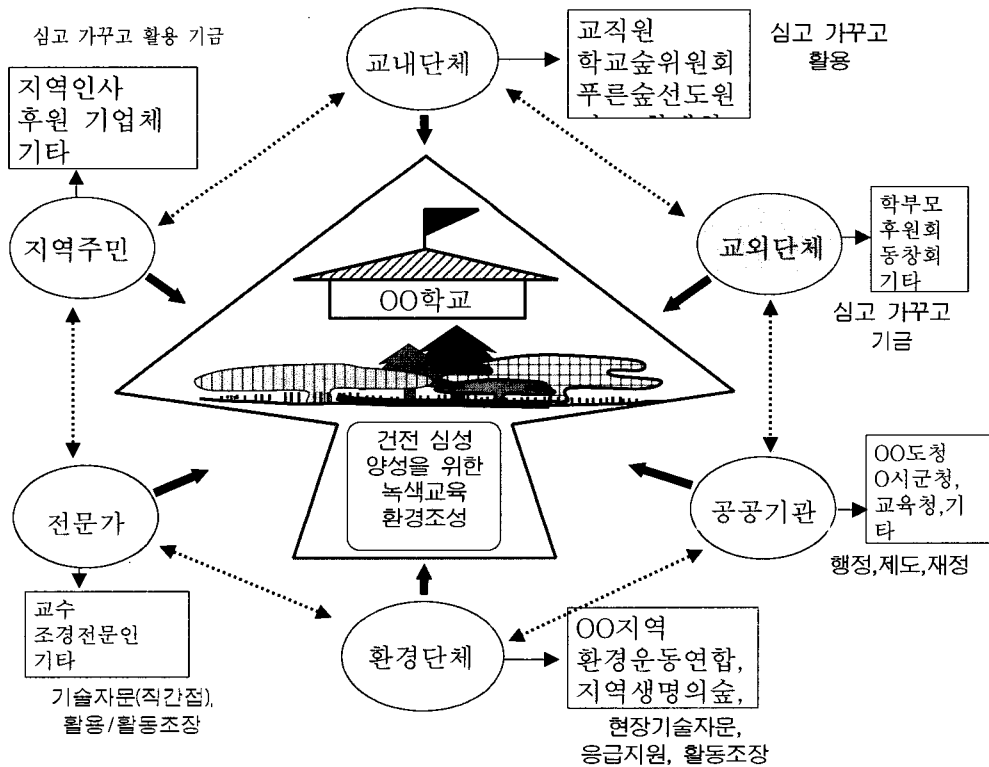 심고 가꾸고 활용 기금
지역인사
후원 기업체
기타
지역주민
교내단체
교직원
학교숲위원회
푸른숲선도원
심고 가꾸고
활용
교외단체
학부모
후원회
동창회
기타
심고 가꾸고
기금
OO학교
건전 심성
양성을 위한
녹색교육
환경조성
전문가
교수
조경전문인
기타
기술자문(직간접),
활용/활동조장
환경단체
OO지역
환경운동연합,
지역생명의숲,
현장기술자문,
응급지원, 활동조장
공공기관
OO도청
O시군청,
교육청,기
타
행정,제도,재정